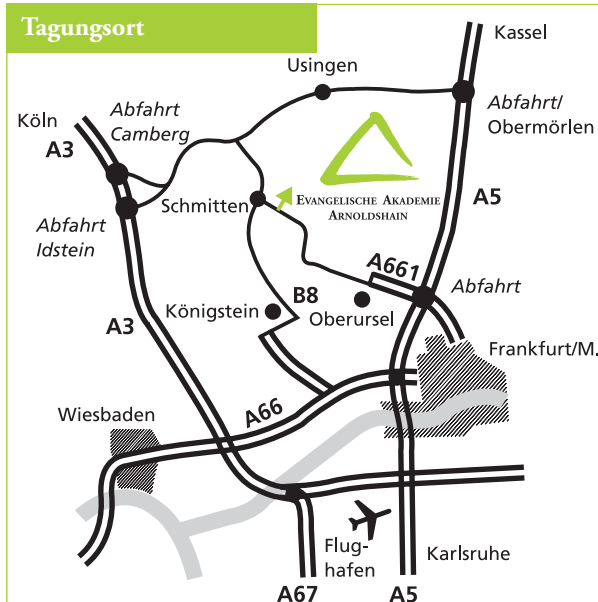 Tagungsort
Kassel
Usingen
Köln
Abfahrt
Camberg
Abfahrt/
Obermörlen
A3
A5
Schmitten
EVANGELISCHE AKADEMIE
ARNOLDSHAIN
Abfahrt
Idstein
A661
Abfahrt
B8
Königstein
Oberursel
A3
Frankfurt/M.
A66
Wiesbaden
Flug-
hafen
Karlsruhe
A67
A5